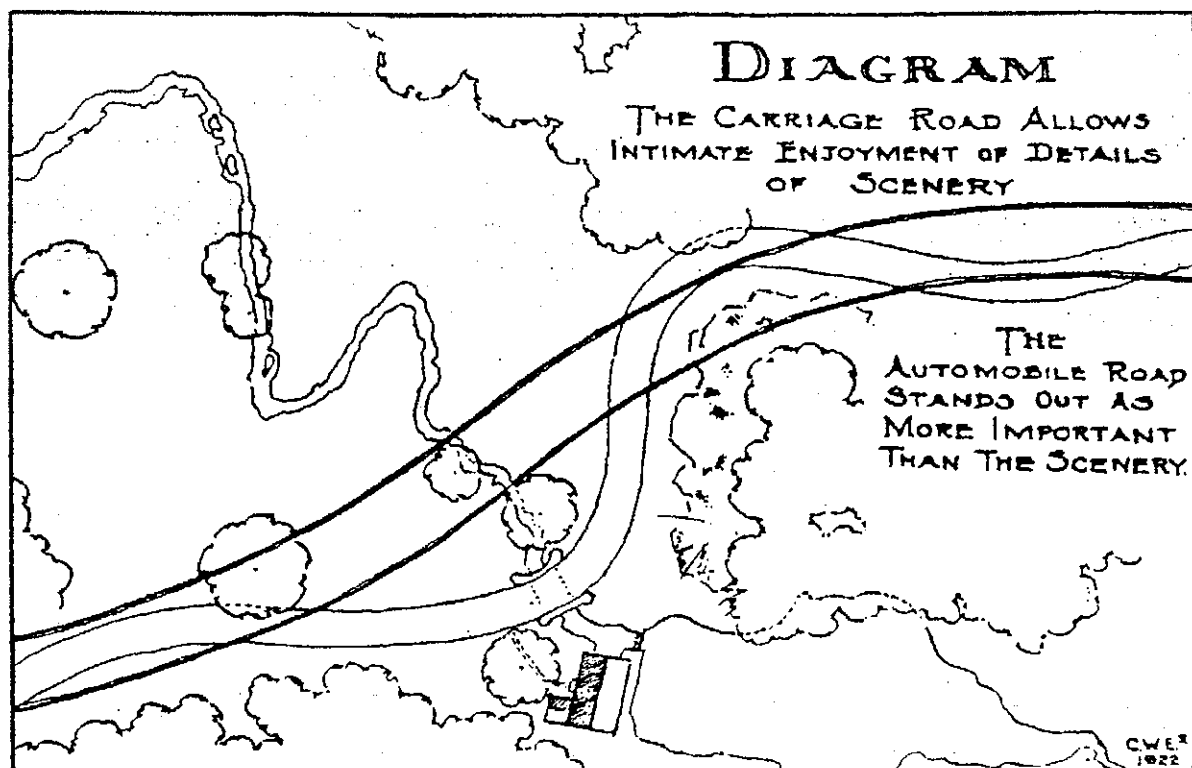 DIAGRAM
THE CARRIAGE ROAD ALLOWS
INTIMATE ENJOYMENT OF DETAILS
OF SCENERY
THE
AUTOMOBILE ROAD
STANDS OUT AS
MORE IMPORTANT
THAN THE SCENERY.
C.W.E.
1922